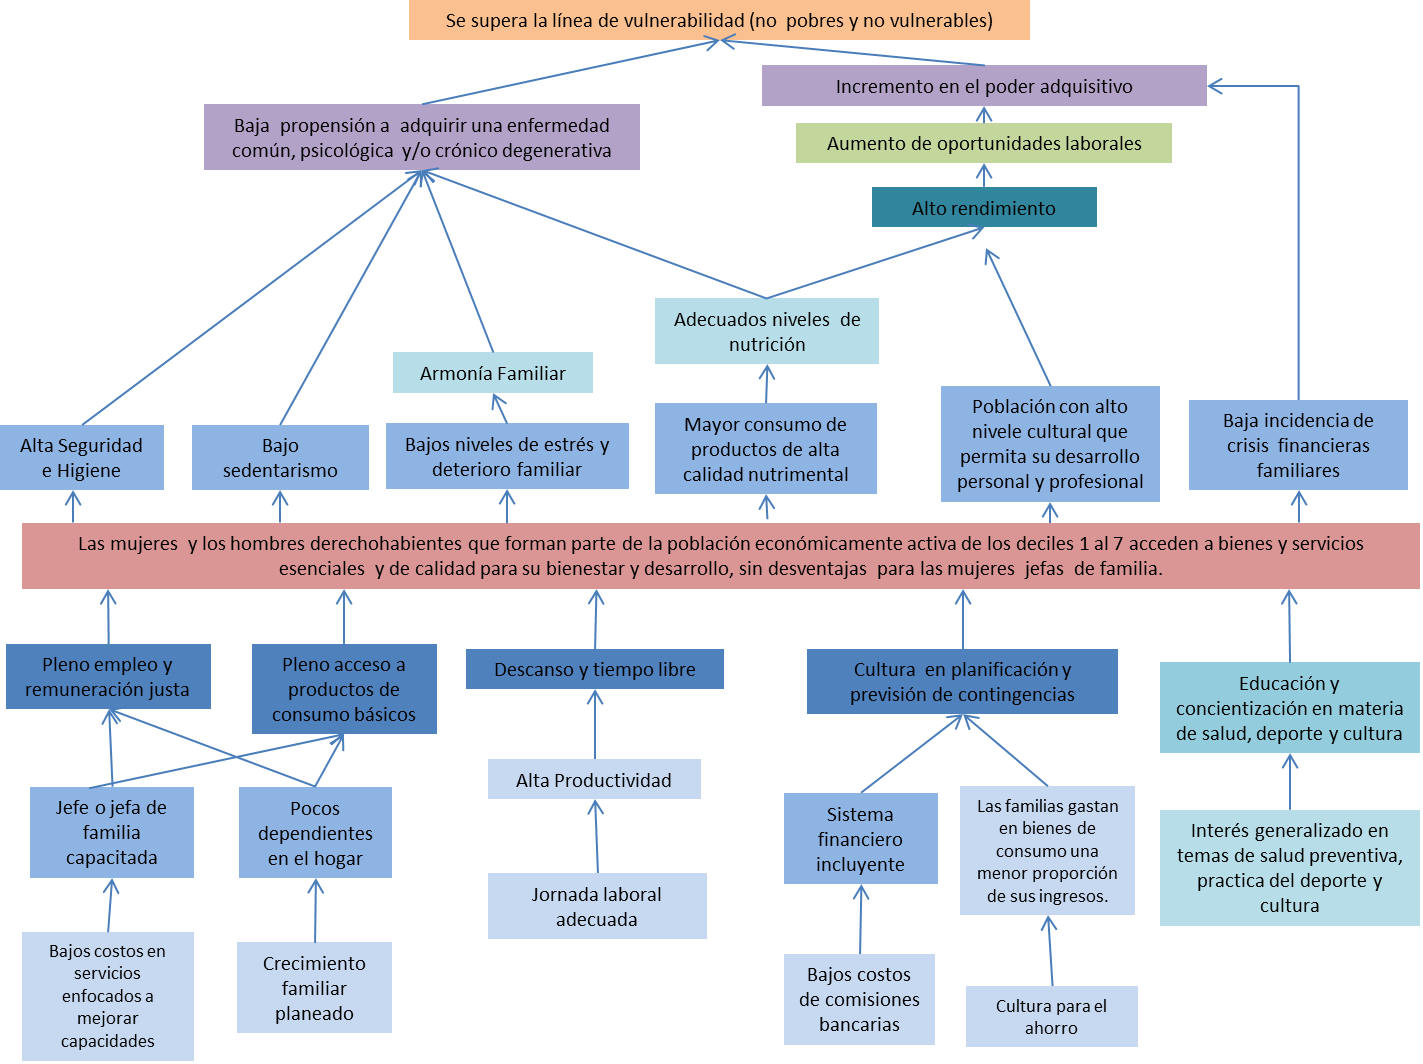 Se supera la línea de vulnerabilidad (no pobres y no vulnerables)
Incremento en el poder adquisitivo
Baja propensión a adquirir una enfermedad
común, psicológica y/o crónico degenerativa
Aumento de oportunidades laborales
Alto rendimiento
Adecuados niveles de
nutrición
Armonía Familiar
Alta Seguridad
e Higiene
Bajo
sedentarismo
Bajos niveles de estrés y
deterioro familiar
Mayor consumo de
productos de alta
calidad nutrimental
Población con alto
nivele cultural que
permita su desarrollo
personal y profesional
Baja incidencia de
crisis financieras
familiares
Las mujeres y los hombres derechohabientes que forman parte de la población económicamente activa de los deciles 1 al 7 acceden a bienes y servicios
esenciales y de calidad para su bienestar y desarrollo, sin desventajas para las mujeres jefas de familia.
Pleno empleo y
remuneración justa
Pleno acceso a
productos de
consumo básicos
Descanso y tiempo libre
Cultura en planificación y
previsión de contingencias
Educación y
concientización en materia
de salud, deporte y cultura
Jefe o jefa de
familia
capacitada
Pocos
dependientes
en el hogar
Alta Productividad
Sistema
financiero
incluyente
Las familias gastan
en bienes de
consumo una
menor proporción
de sus ingresos.
Interés generalizado en
temas de salud preventiva,
practica del deporte y
cultura
Jornada laboral
adecuada
Bajos costos en
servicios
enfocados a
mejorar
capacidades
Crecimiento
familiar
planeado
Bajos costos
de comisiones
bancarias
Cultura para el
ahorro